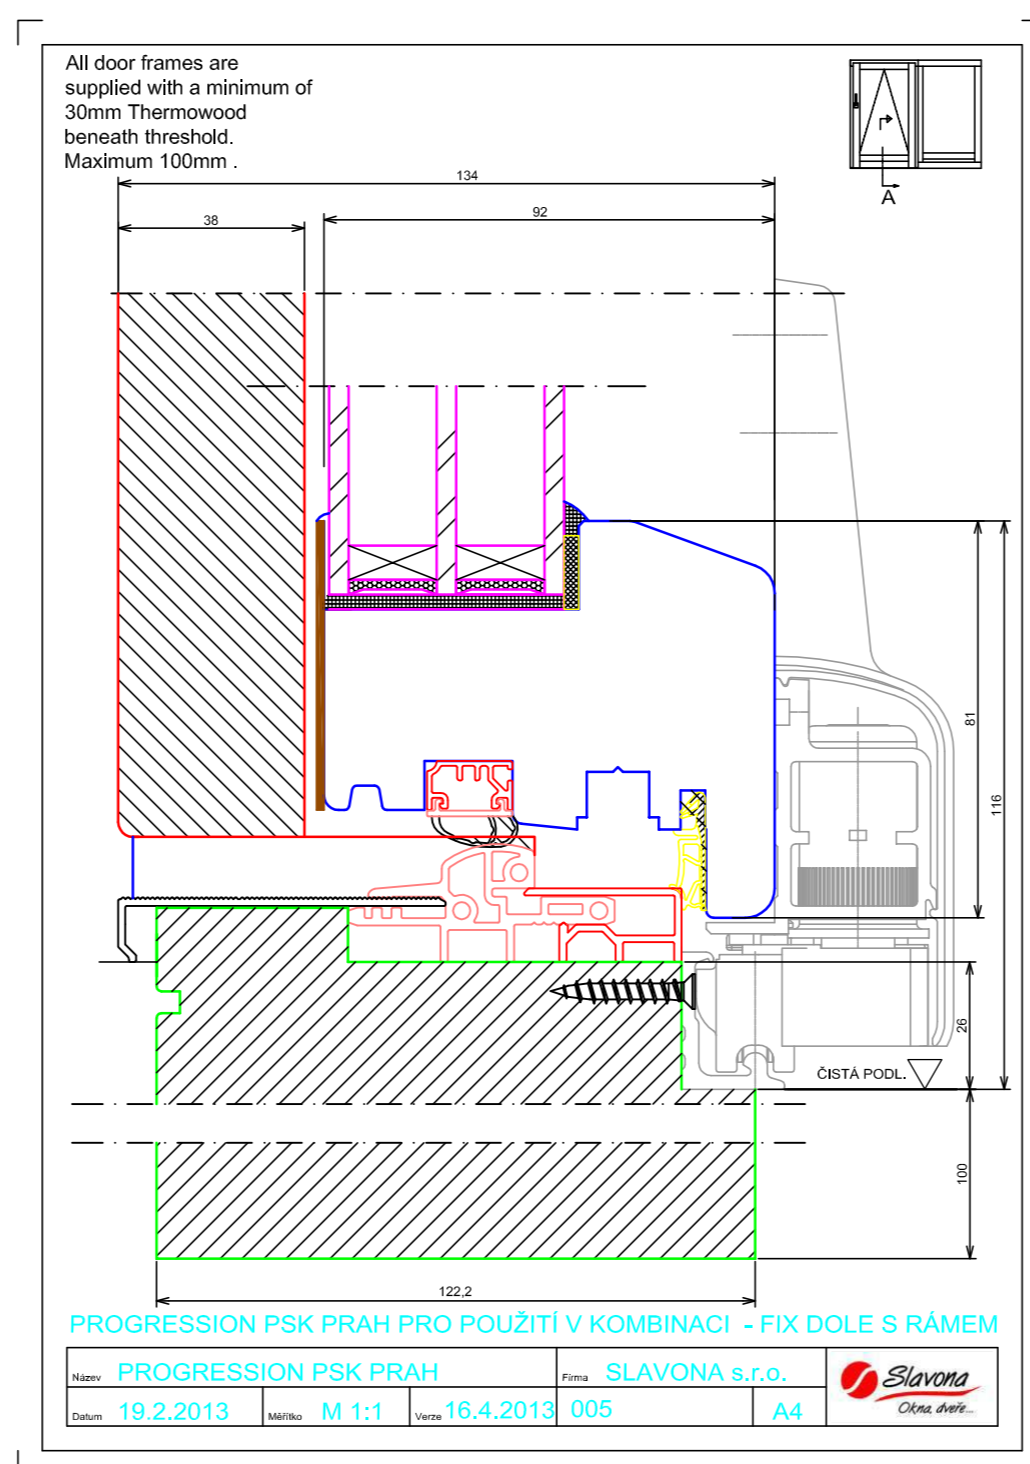 All door frames are
supplied with a minimum of
30mm Thermowood
beneath threshold.
Maximum 100mm .
A
134
92
38
81
116
26
ČISTÁ PODL.
100
122,2
PROGRESSION PSK PRAH PRO POUŽITÍ V KOMBINACI - FIX DOLE S RÁMEM
Název PROGRESSION PSK PRAH
Firma SLAVONA s.r.o.
Datum 19.2.2013
Měřítko M 1:1
Verze 16.4.2013
005
A4
Slavona
Okna, dveře...